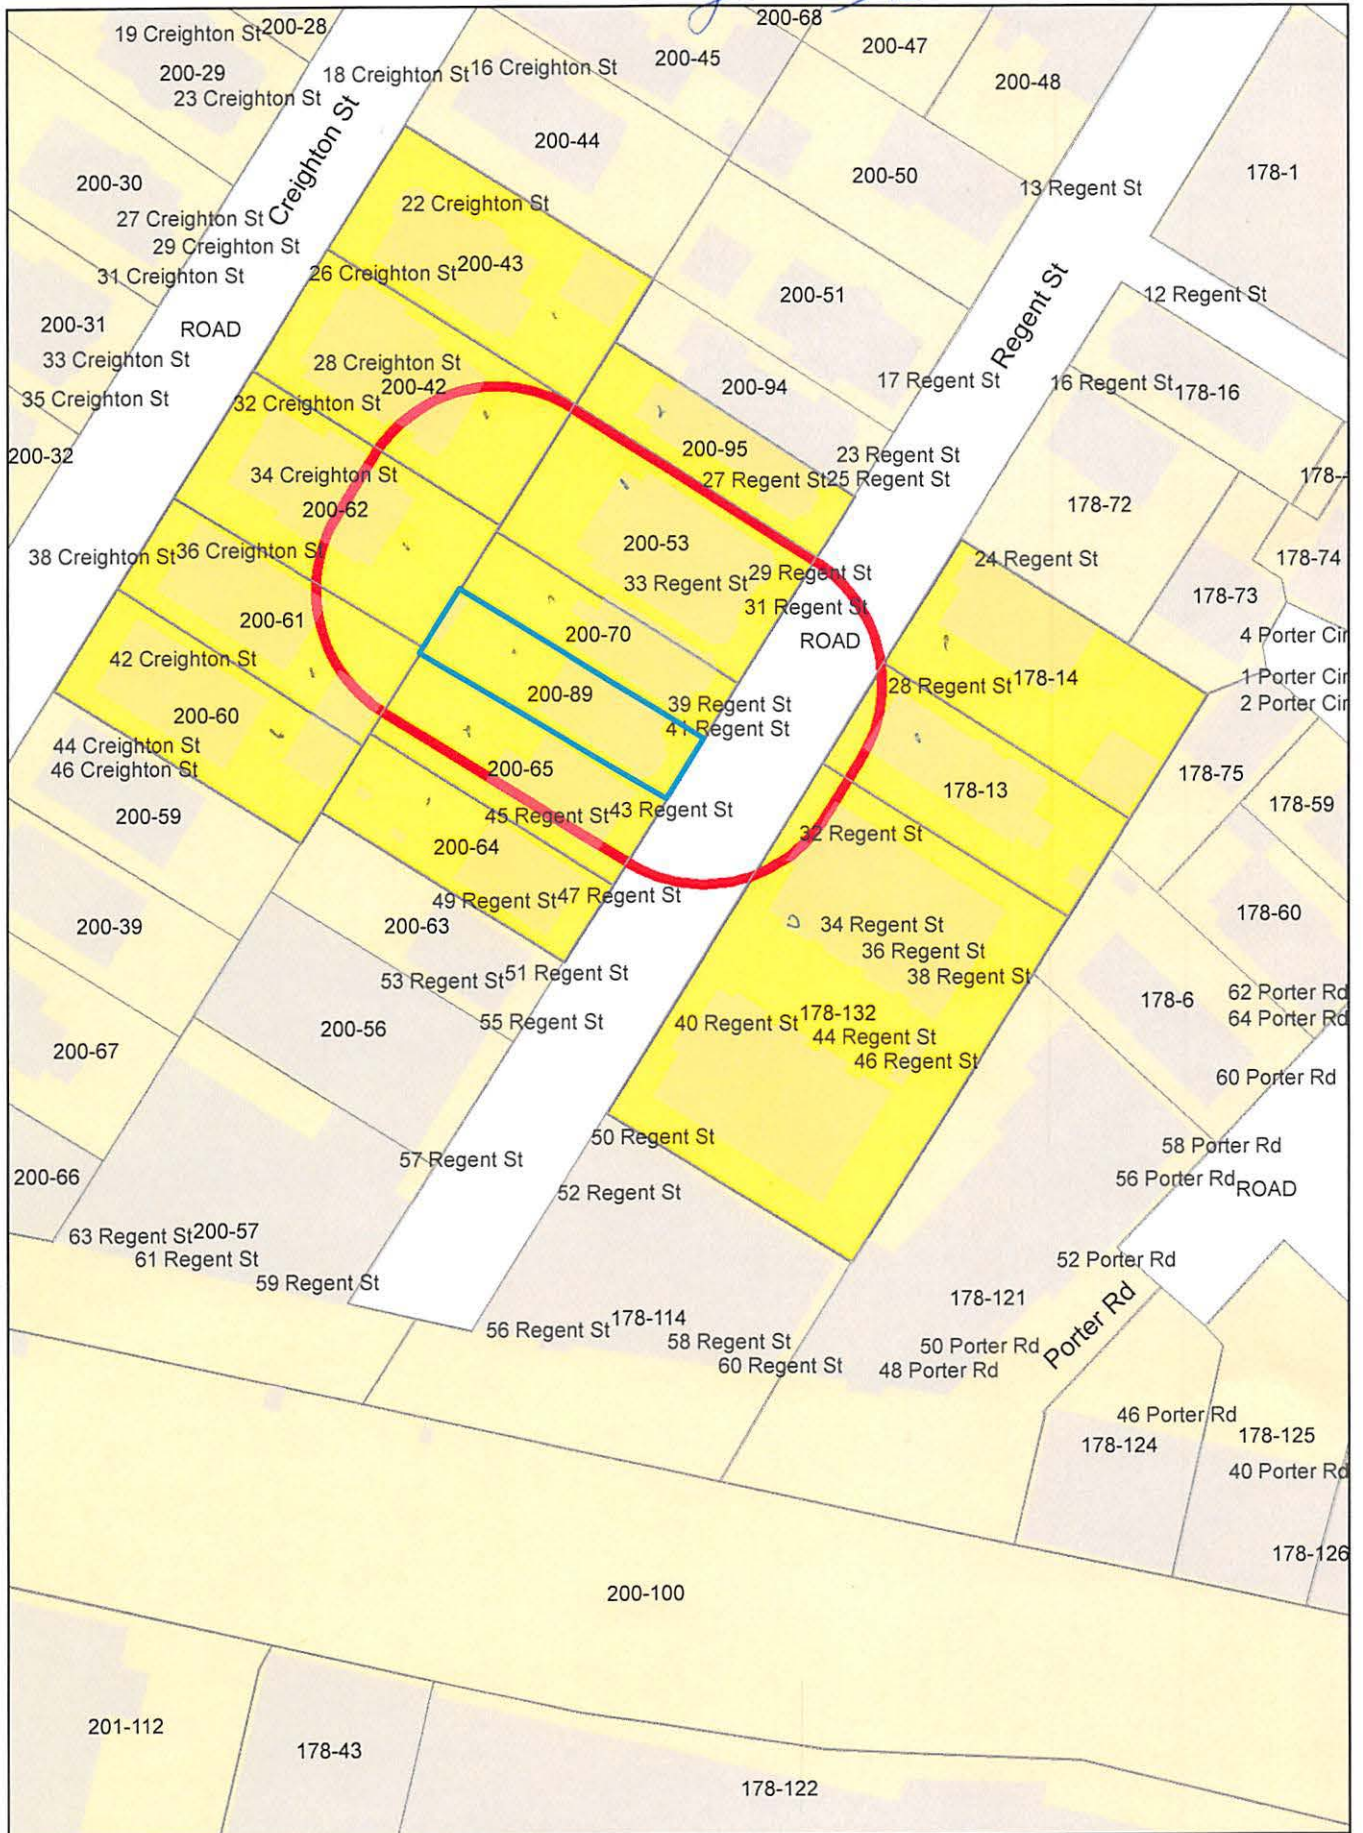 200-68
19 Creighton St 200-28
200-47
200-45
200-29
18 Creighton St 16 Creighton St
200-48
23 Creighton St
Creighton St
200-44
200-30
200-50
13 Regent St
178-1
22 Creighton St
27 Creighton St
29 Creighton St
31 Creighton St
26 Creighton St 200-43
200-51
12 Regent St
Regent St
200-31
ROAD
33 Creighton St
28 Creighton St
200-42
200-94
17 Regent St
16 Regent St 178-16
35 Creighton St
32 Creighton St
200-32
200-95
23 Regent St
27 Regent St 25 Regent St
34 Creighton St
200-62
178-72
38 Creighton St 36 Creighton St
200-53
24 Regent St
178-74
33 Regent St 29 Regent St
31 Regent St
178-73
200-61
200-70
ROAD
4 Porter Cir
42 Creighton St
28 Regent St 178-14
1 Porter Cir
200-89
39 Regent St
2 Porter Cir
200-60
41 Regent St
44 Creighton St
46 Creighton St
200-65
178-75
178-13
178-59
200-59
45 Regent St 43 Regent St
32 Regent St
200-64
49 Regent St 47 Regent St
178-60
200-39
200-63
34 Regent St
36 Regent St
53 Regent St 51 Regent St
38 Regent St
62 Porter Rd
178-6
64 Porter Rd
40 Regent St 178-132
55 Regent St
200-56
44 Regent St
200-67
46 Regent St
60 Porter Rd
50 Regent St
58 Porter Rd
57 Regent St
200-66
52 Regent St
56 Porter Rd ROAD
63 Regent St 200-57
61 Regent St
52 Porter Rd
59 Regent St
178-121
Porter Rd
56 Regent St 178-114
58 Regent St
50 Porter Rd
60 Regent St
48 Porter Rd
46 Porter Rd
178-124
178-125
40 Porter Rd
178-126
200-100
201-112
178-43
178-122